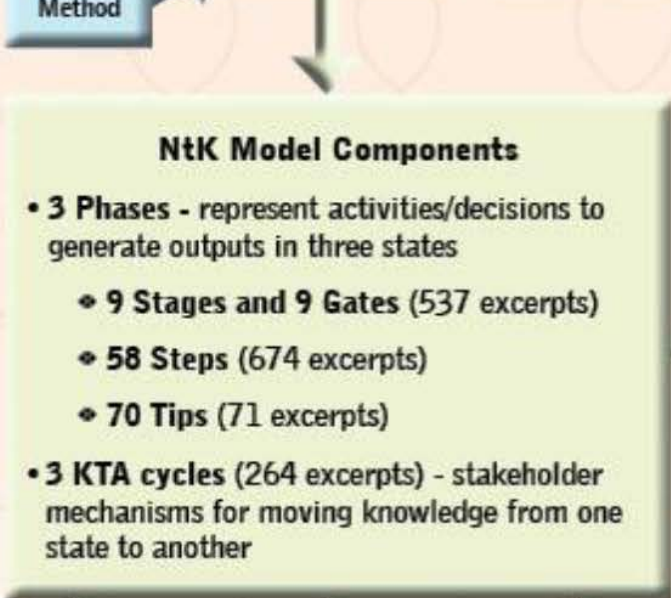 Method
NtK Model Components
• 3 Phases - represent activities/decisions to
generate outputs in three states
❖ 9 Stages and 9 Gates (537 excerpts)
❖ 58 Steps (674 excerpts)
❖ 70 Tips (71 excerpts)
• 3 KTA cycles (264 excerpts) - stakeholder
mechanisms for moving knowledge from one
state to another